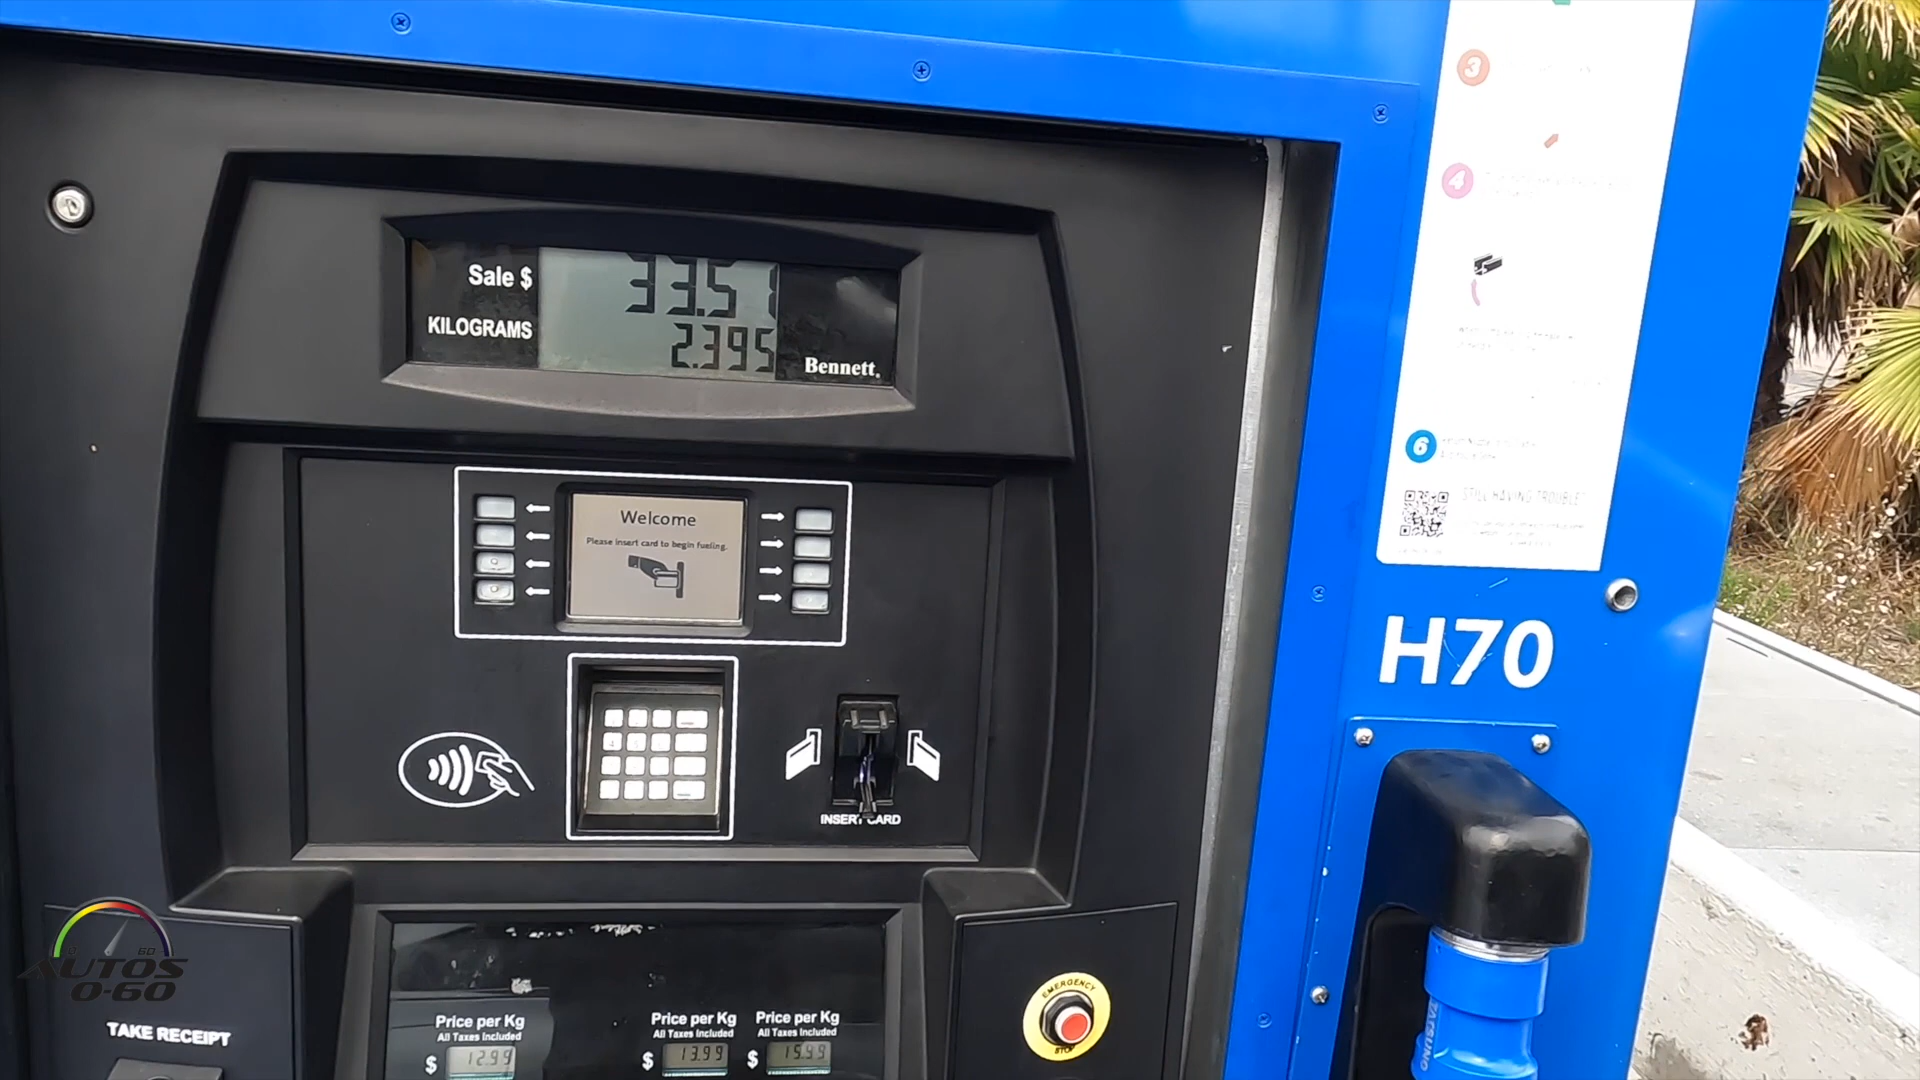 Sale $
33.51
KILOGRAMS
2.395
Bennett.
Welcome
Please insert card to begin fueling.
INSERT CARD
3
4
6
STILL HAVING TROUBLE?
H70
AUTOS
0-60
TAKE RECEIPT
Price per Kg
All Taxes Included
$ 12.99
Price per Kg
All Taxes Included
$ 13.99
Price per Kg
All Taxes Included
$ 15.99
EMERGENCY
STOP